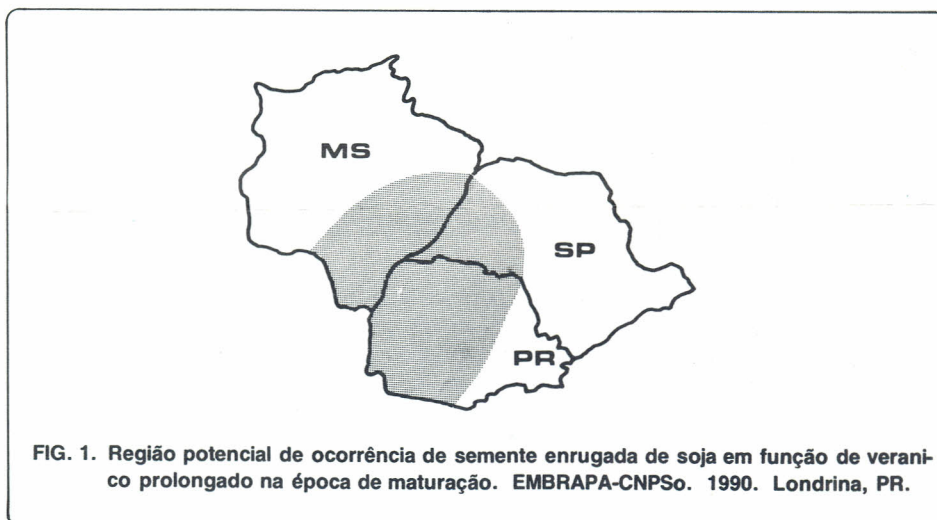 MS
SP
PR
FIG. 1. Região potencial de ocorrência de semente enrugada de soja em função de verani-
co prolongado na época de maturação. EMBRAPA-CNPSo. 1990. Londrina, PR.